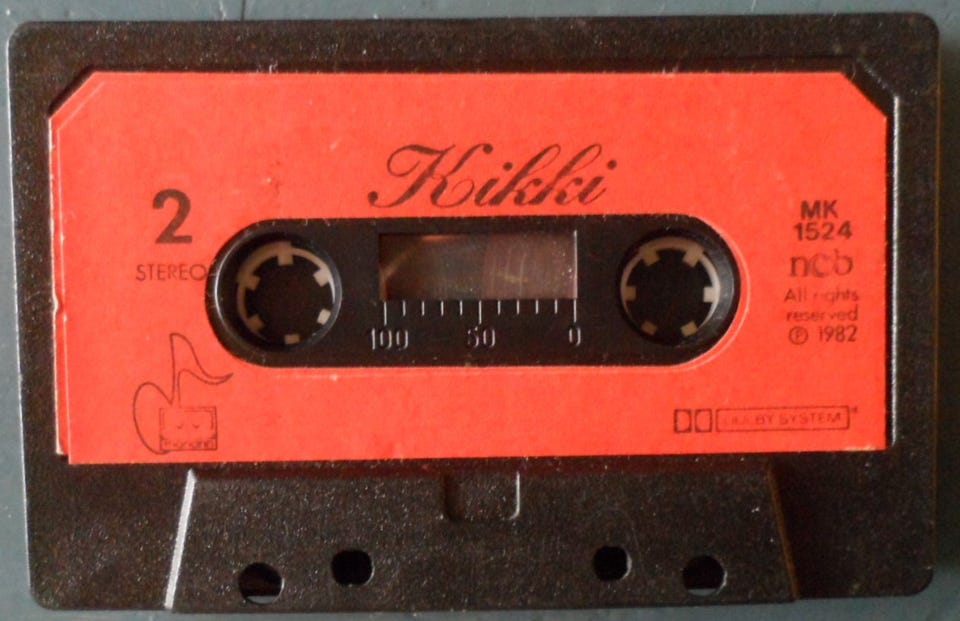 Kikki
2
STEREO
MK
1524
ncb
All rights
reserved
℗ 1982
100 50 0
DOLBY SYSTEM